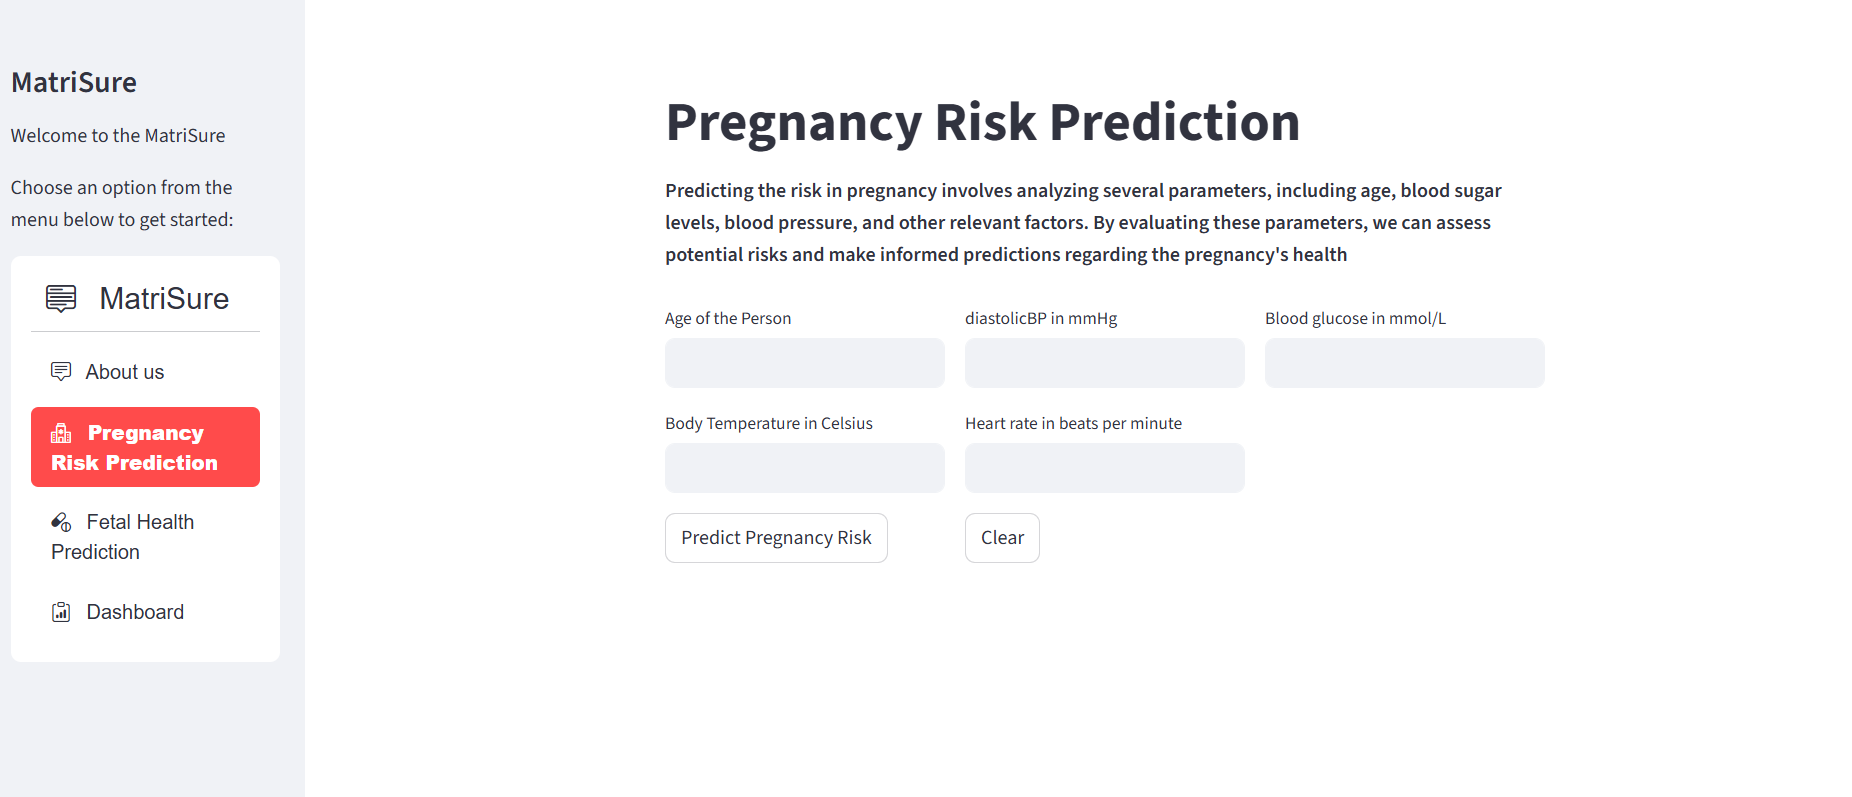 MatriSure
Welcome to the MatriSure
Choose an option from the
menu below to get started:
MatriSure
About us
Pregnancy
Risk Prediction
Fetal Health
Prediction
Dashboard
Pregnancy Risk Prediction
Predicting the risk in pregnancy involves analyzing several parameters, including age, blood sugar
levels, blood pressure, and other relevant factors. By evaluating these parameters, we can assess
potential risks and make informed predictions regarding the pregnancy's health
Age of the Person
diastolicBP in mmHg
Blood glucose in mmol/L
Body Temperature in Celsius
Heart rate in beats per minute
Predict Pregnancy Risk
Clear